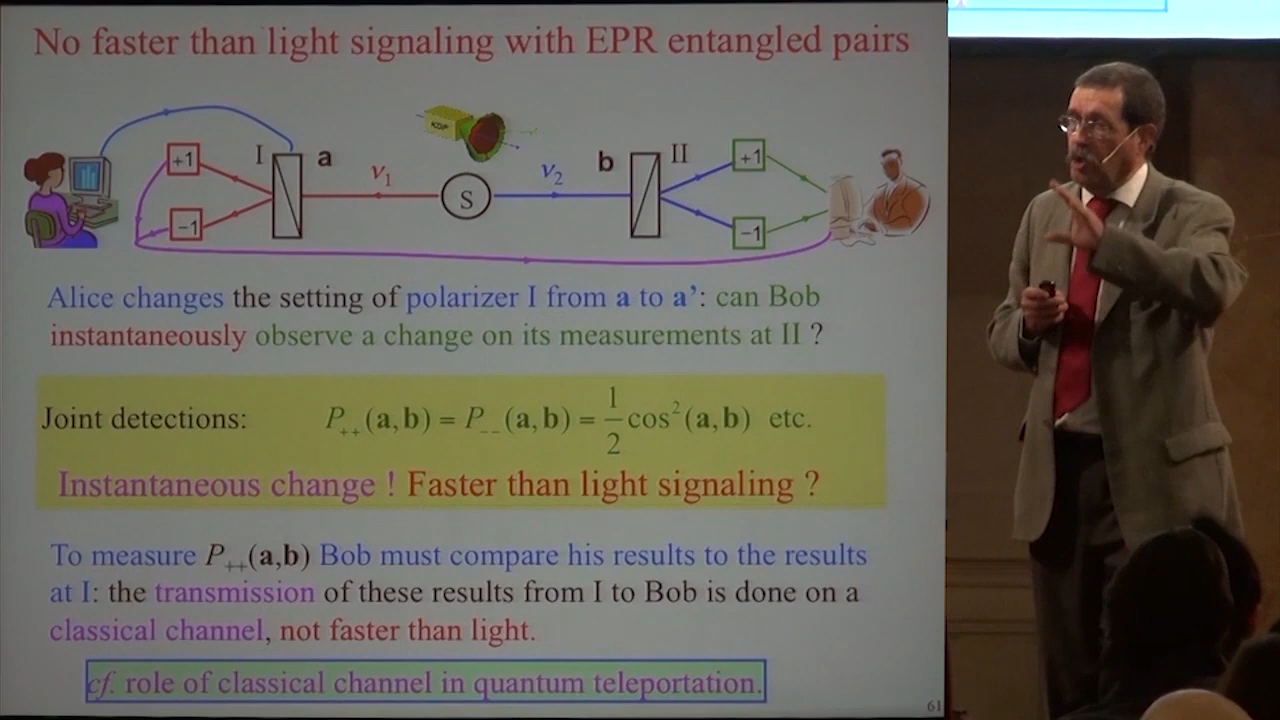 No faster than light signaling with EPR entangled pairs
KDP
+1 I a ν1 S ν2 b II +1
−1 −1
Alice changes the setting of polarizer I from a to a’: can Bob
instantaneously observe a change on its measurements at II ?
Joint detections: P++(a,b) = P−−(a,b) = 1/2 cos²(a,b) etc.
Instantaneous change ! Faster than light signaling ?
To measure P++(a,b) Bob must compare his results to the results
at I: the transmission of these results from I to Bob is done on a
classical channel, not faster than light.
cf. role of classical channel in quantum teleportation.
61